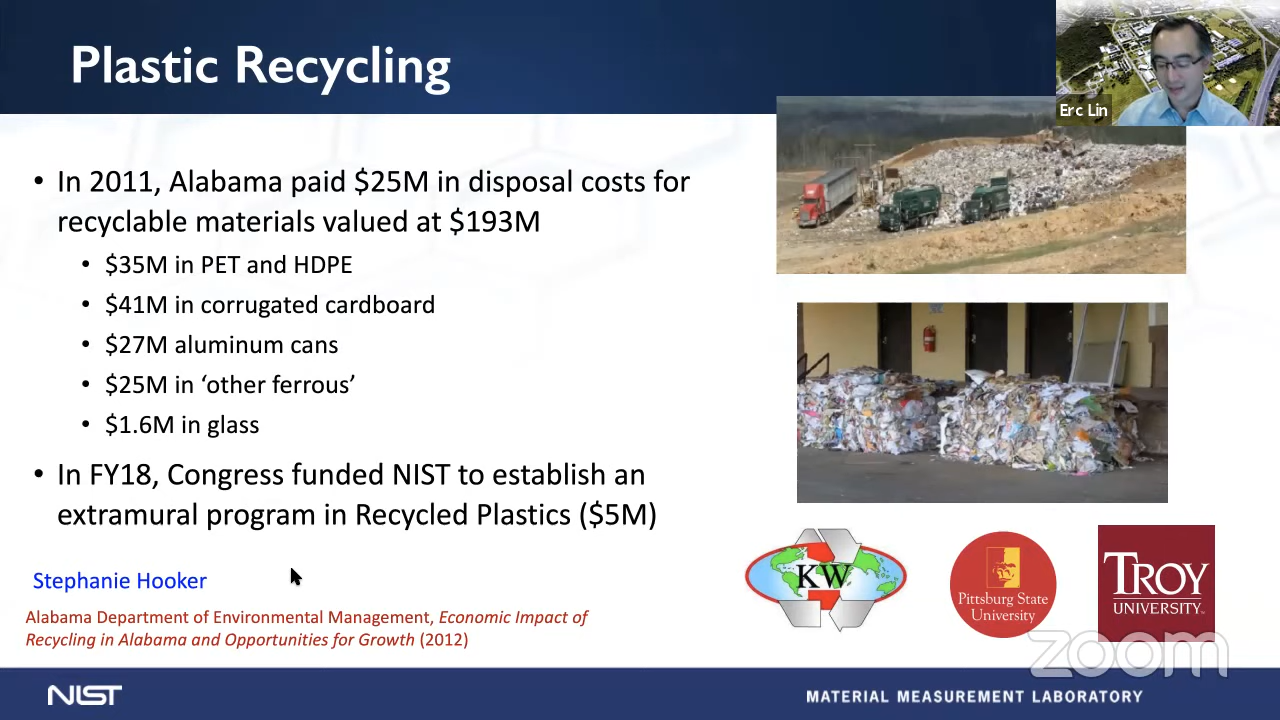 Plastic Recycling
Erc Lin
• In 2011, Alabama paid $25M in disposal costs for
recyclable materials valued at $193M
• $35M in PET and HDPE
• $41M in corrugated cardboard
• $27M aluminum cans
• $25M in ‘other ferrous’
• $1.6M in glass
• In FY18, Congress funded NIST to establish an
extramural program in Recycled Plastics ($5M)
Stephanie Hooker
Alabama Department of Environmental Management, Economic Impact of
Recycling in Alabama and Opportunities for Growth (2012)
KW
Pittsburg State
University
TROY
UNIVERSITY
zoom
NIST
MATERIAL MEASUREMENT LABORATORY